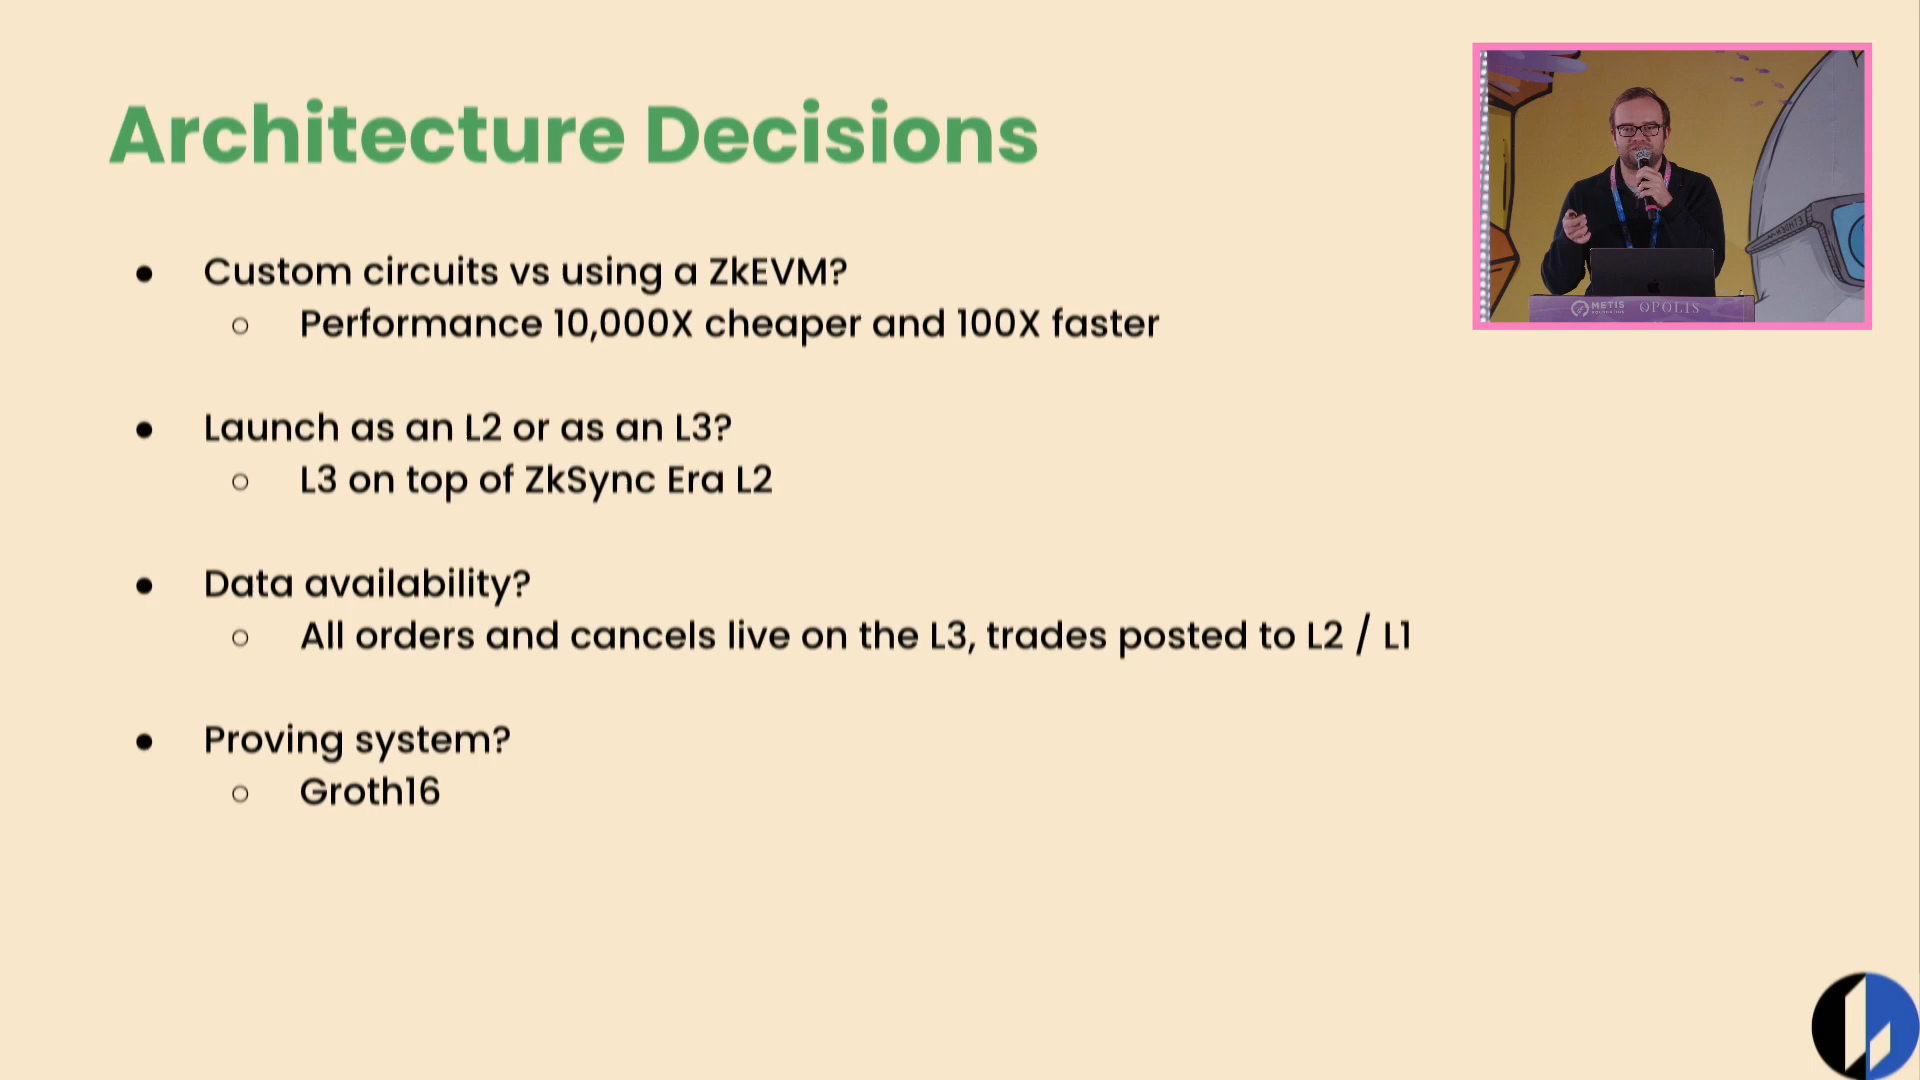 Architecture Decisions
Custom circuits vs using a ZkEVM?
Performance 10,000X cheaper and 100X faster
Launch as an L2 or as an L3?
L3 on top of ZkSync Era L2
Data availability?
All orders and cancels live on the L3, trades posted to L2 / L1
Proving system?
Groth16
METIS
OPOLIS